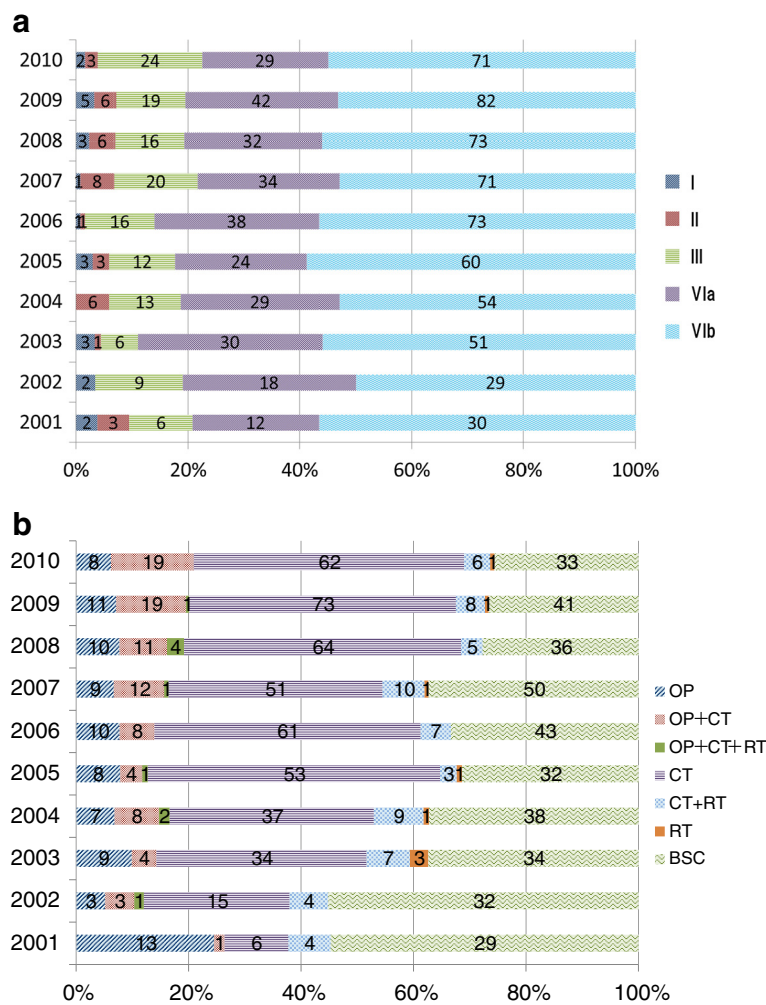 a
2010 2 3 24 29 71
2009 5 6 19 42 82
2008 3 6 16 32 73
2007 1 8 20 34 71
2006 1 1 16 38 73
2005 3 3 12 24 60
2004 6 13 29 54
2003 3 1 6 30 51
2002 2 9 18 29
2001 2 3 6 12 30
0% 20% 40% 60% 80% 100%
I
II
III
VIa
VIb
b
2010 8 19 62 6 1 33
2009 11 19 1 73 8 1 41
2008 10 11 4 64 5 36
2007 9 12 1 51 10 1 50
2006 10 8 61 7 43
2005 8 4 1 53 3 1 32
2004 7 8 2 37 9 1 38
2003 9 4 34 7 3 34
2002 3 3 1 15 4 32
2001 13 1 6 4 29
0% 20% 40% 60% 80% 100%
OP
OP+CT
OP+CT+RT
CT
CT+RT
RT
BSC